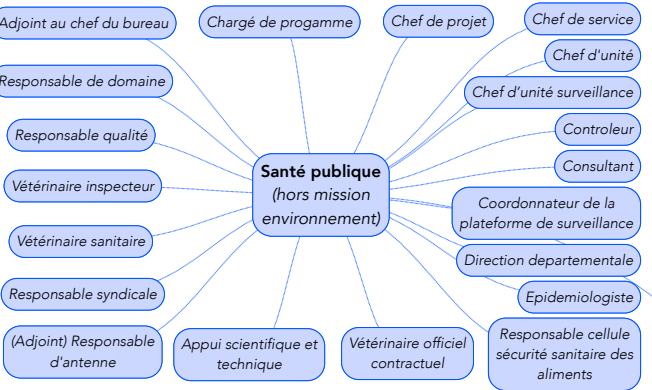 Adjoint au chef du bureau
Chargé de progamme
Chef de projet
Chef de service
Chef d'unité
Responsable de domaine
Chef d'unité surveillance
Responsable qualité
Controleur
Santé publique
(hors mission
environnement)
Consultant
Vétérinaire inspecteur
Coordonnateur de la
plateforme de surveillance
Vétérinaire sanitaire
Direction departementale
Responsable syndicale
Epidemiologiste
(Adjoint) Responsable
d'antenne
Appui scientifique et
technique
Vétérinaire officiel
contractuel
Responsable cellule
sécurité sanitaire des
aliments